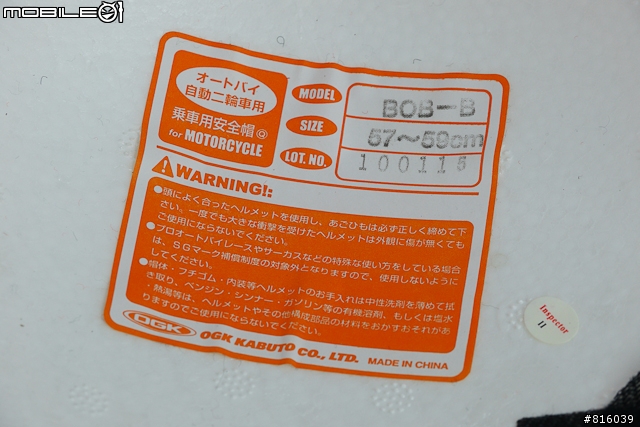 MOBILE01
オートバイ
自動二輪車用
乗車用安全帽◎
for MOTORCYCLE
MODEL BOB-B
SIZE 57~59cm
LOT. NO. 100115
WARNING!:
●頭によく合ったヘルメットを使用し、あごひもは必ず正しく締めて下
さい。一度でも大きな衝撃を受けたヘルメットは外観に傷が無くても
ご使用にならないでください。
●プロオートバイレースやサーカスなどの特殊な使い方をしている場合
は、SGマーク補償制度の対象外となりますので、使用しないように
してください。
●帽体・フチゴム・内装等ヘルメットのお手入れは中性洗剤を薄めて拭
き取り、ベンジン・シンナー・ガソリン等の有機溶剤、もしくは塩水
・熱湯等は、ヘルメットやその他構成部品の材料をおかすおそれがあ
りますのでご使用にならないでください。
OGK OGK KABUTO CO., LTD. MADE IN CHINA
Inspector
11
#816039